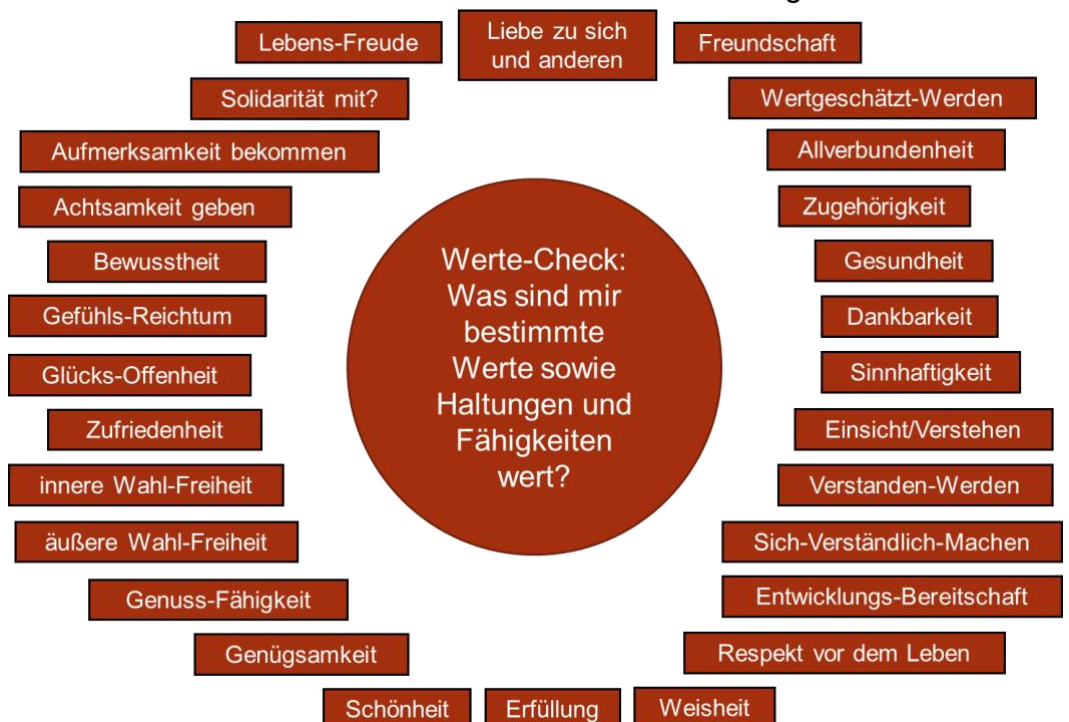 Lebens-Freude
Liebe zu sich
und anderen
Freundschaft
Solidarität mit?
Wertgeschätzt-Werden
Aufmerksamkeit bekommen
Allverbundenheit
Achtsamkeit geben
Zugehörigkeit
Bewusstheit
Gesundheit
Gefühls-Reichtum
Dankbarkeit
Glücks-Offenheit
Sinnhaftigkeit
Zufriedenheit
Einsicht/Verstehen
innere Wahl-Freiheit
Verstanden-Werden
äußere Wahl-Freiheit
Sich-Verständlich-Machen
Genuss-Fähigkeit
Entwicklungs-Bereitschaft
Genügsamkeit
Respekt vor dem Leben
Schönheit
Erfüllung
Weisheit
Werte-Check:
Was sind mir
bestimmte
Werte sowie
Haltungen und
Fähigkeiten
wert?